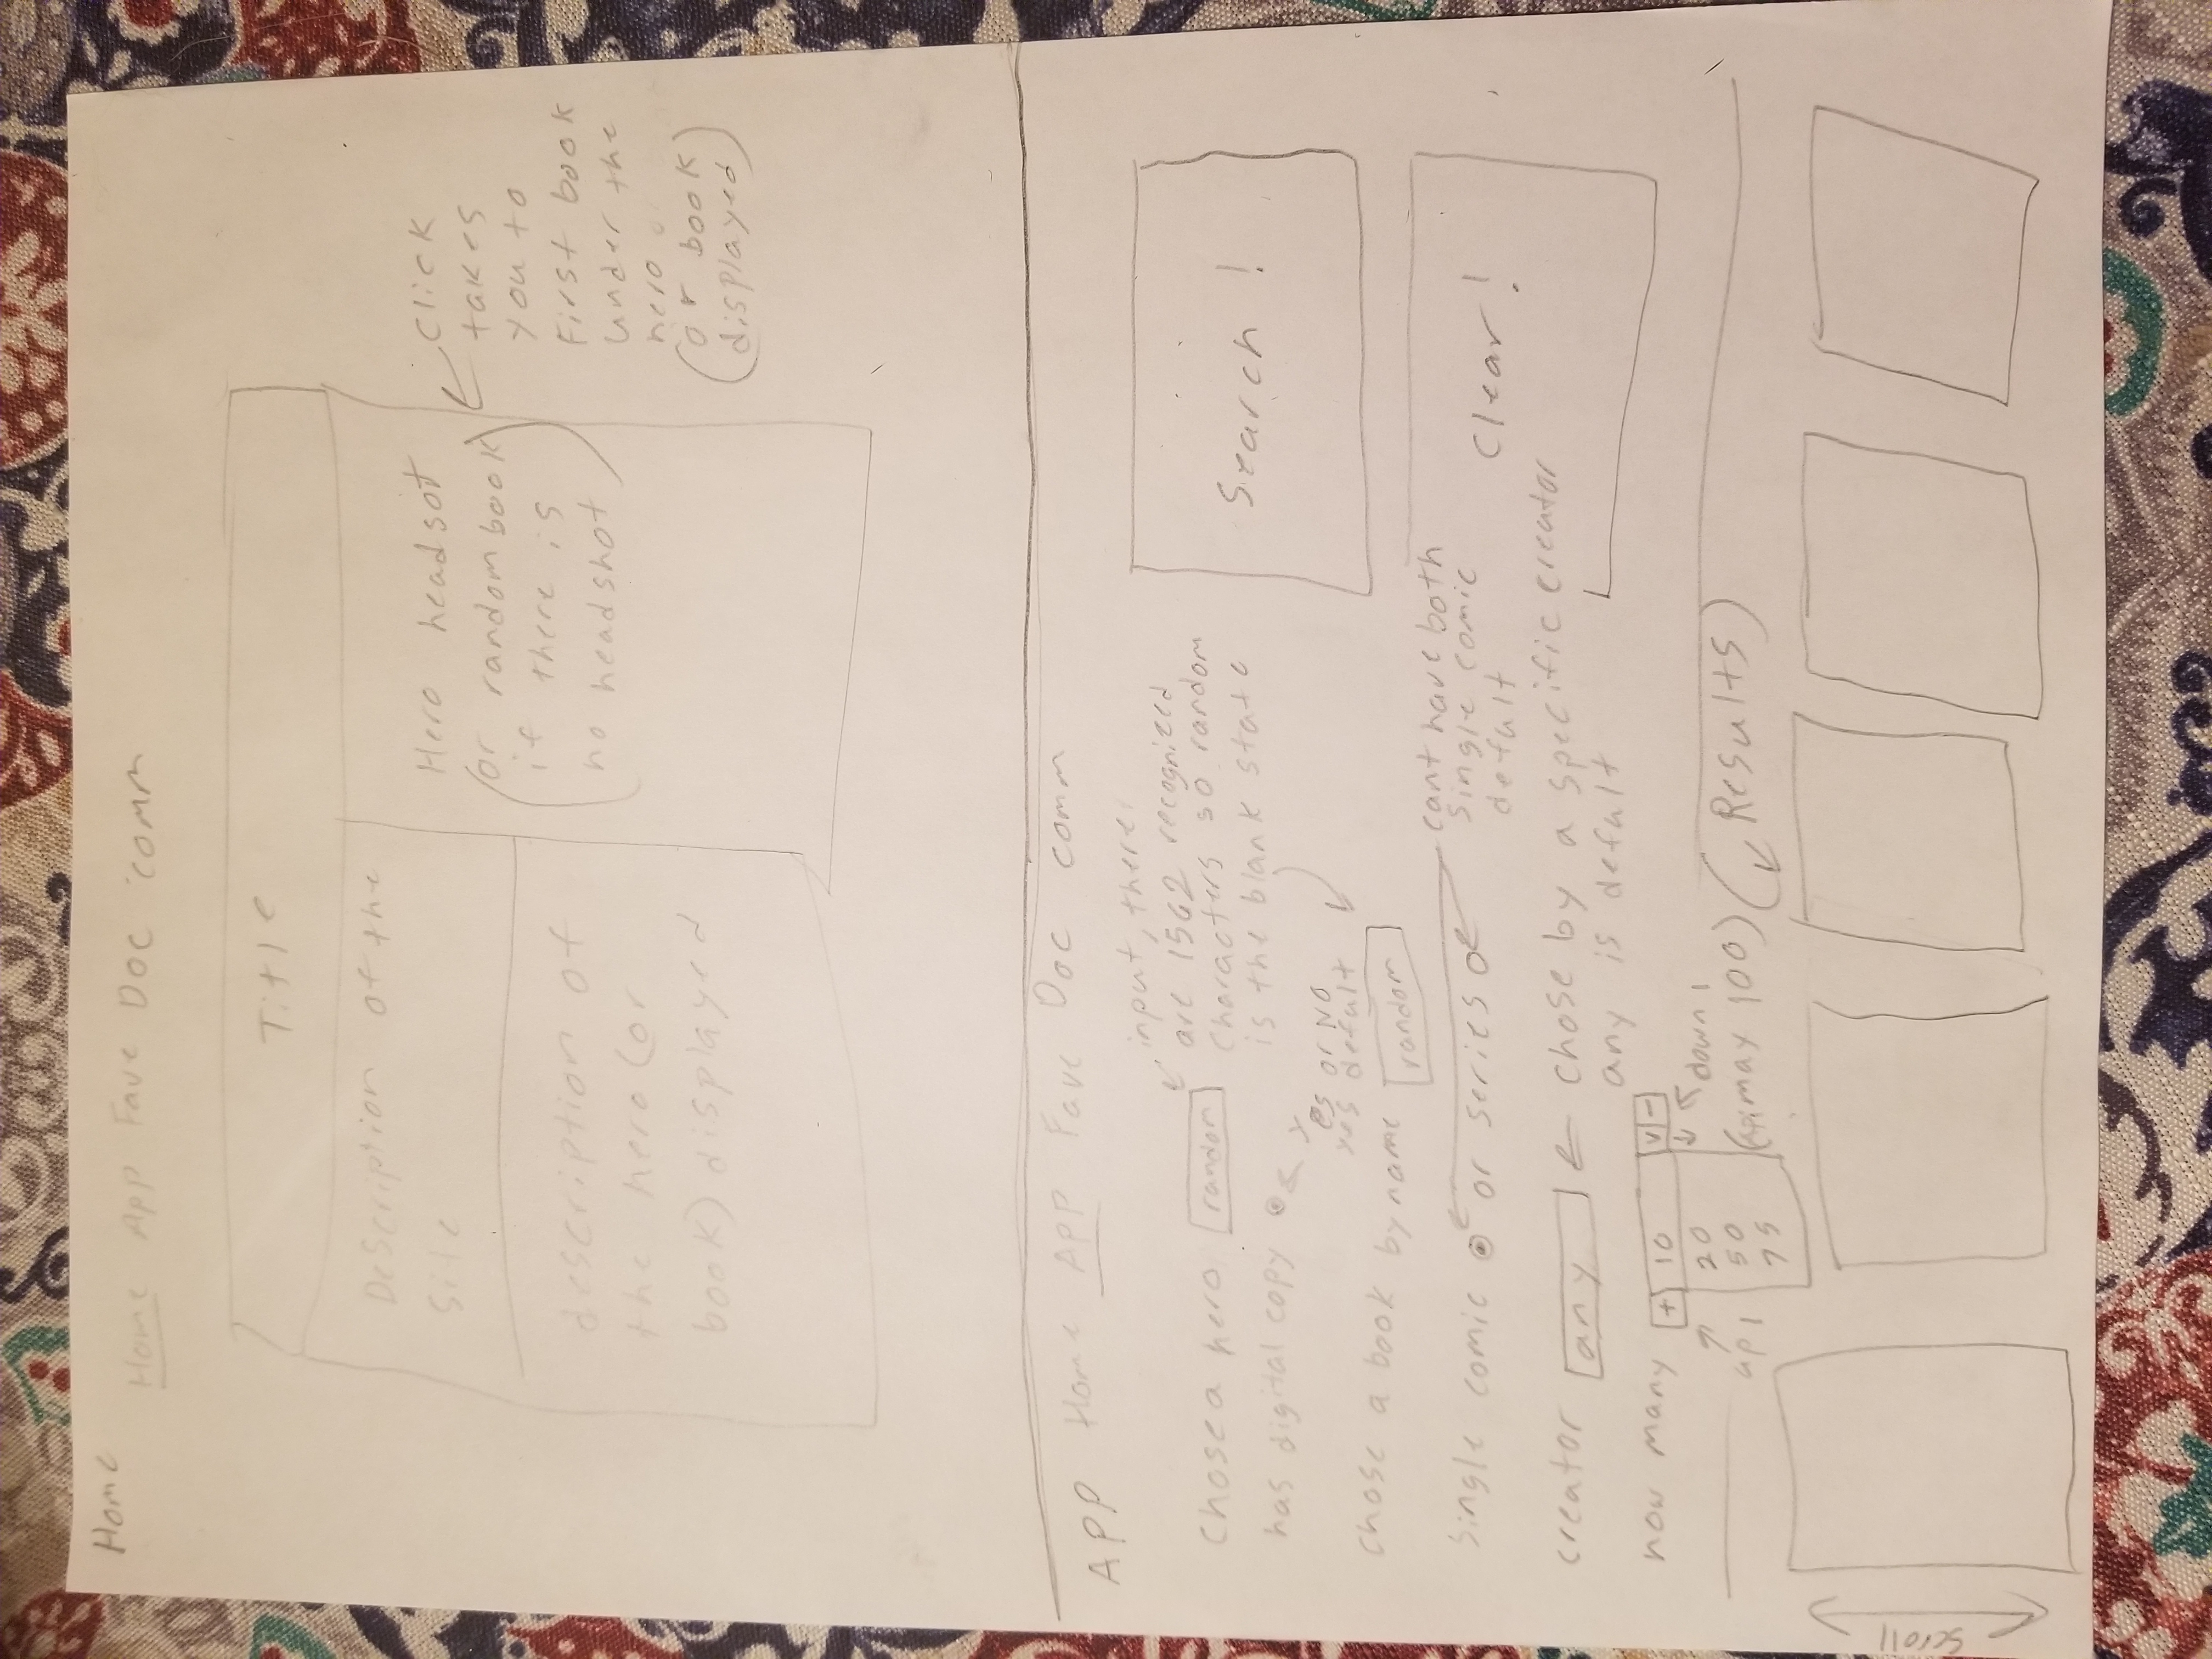 Home
Home App Fave Doc comm
Title
Description of the
site
description of
the hero (or
book) displayed
Hero headsot
(or random book
if there is
no headshot)
click
takes
you to
First book
under the
hero
(or book
displayed)
APP Home App Fave Doc comm
input, there
are 1562 recognized
characters so random
is the blank state
chose a hero random
has digital copy
yes or NO
yes defult
chose a book by name random
single comic or series
cant have both
single comic
defult
creator any
chose by a specific creator
any is defult
how many + 10 v -
20
50
75
up 1
down 1
max 100)
Search!
Clear!
(Results)
scroll